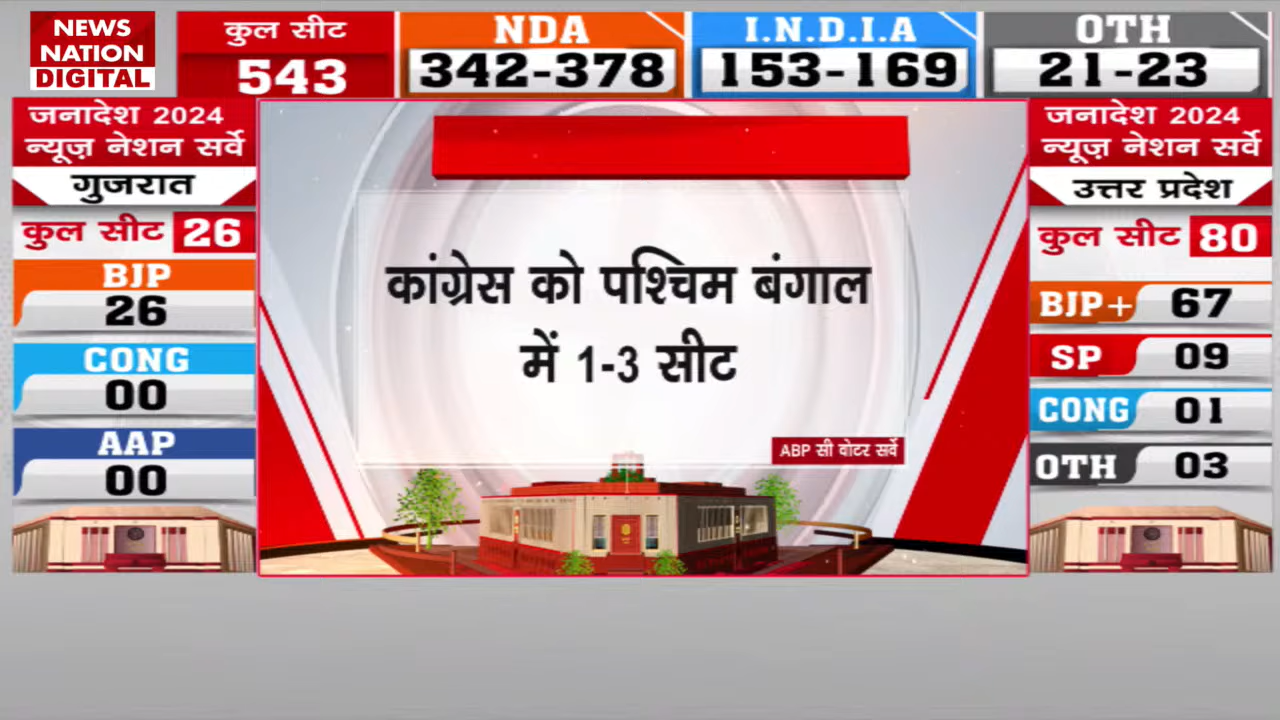 NEWS
NATION
DIGITAL
कुल सीट
543
NDA
342-378
I.N.D.I.A
153-169
OTH
21-23
जनादेश 2024
न्यूज़ नेशन सर्वे
गुजरात
कुल सीट 26
BJP
26
CONG
00
AAP
00
कांग्रेस को पश्चिम बंगाल
में 1-3 सीट
ABP सी वोटर सर्वे
जनादेश 2024
न्यूज़ नेशन सर्वे
उत्तर प्रदेश
कुल सीट 80
BJP+ 67
SP 09
CONG 01
OTH 03